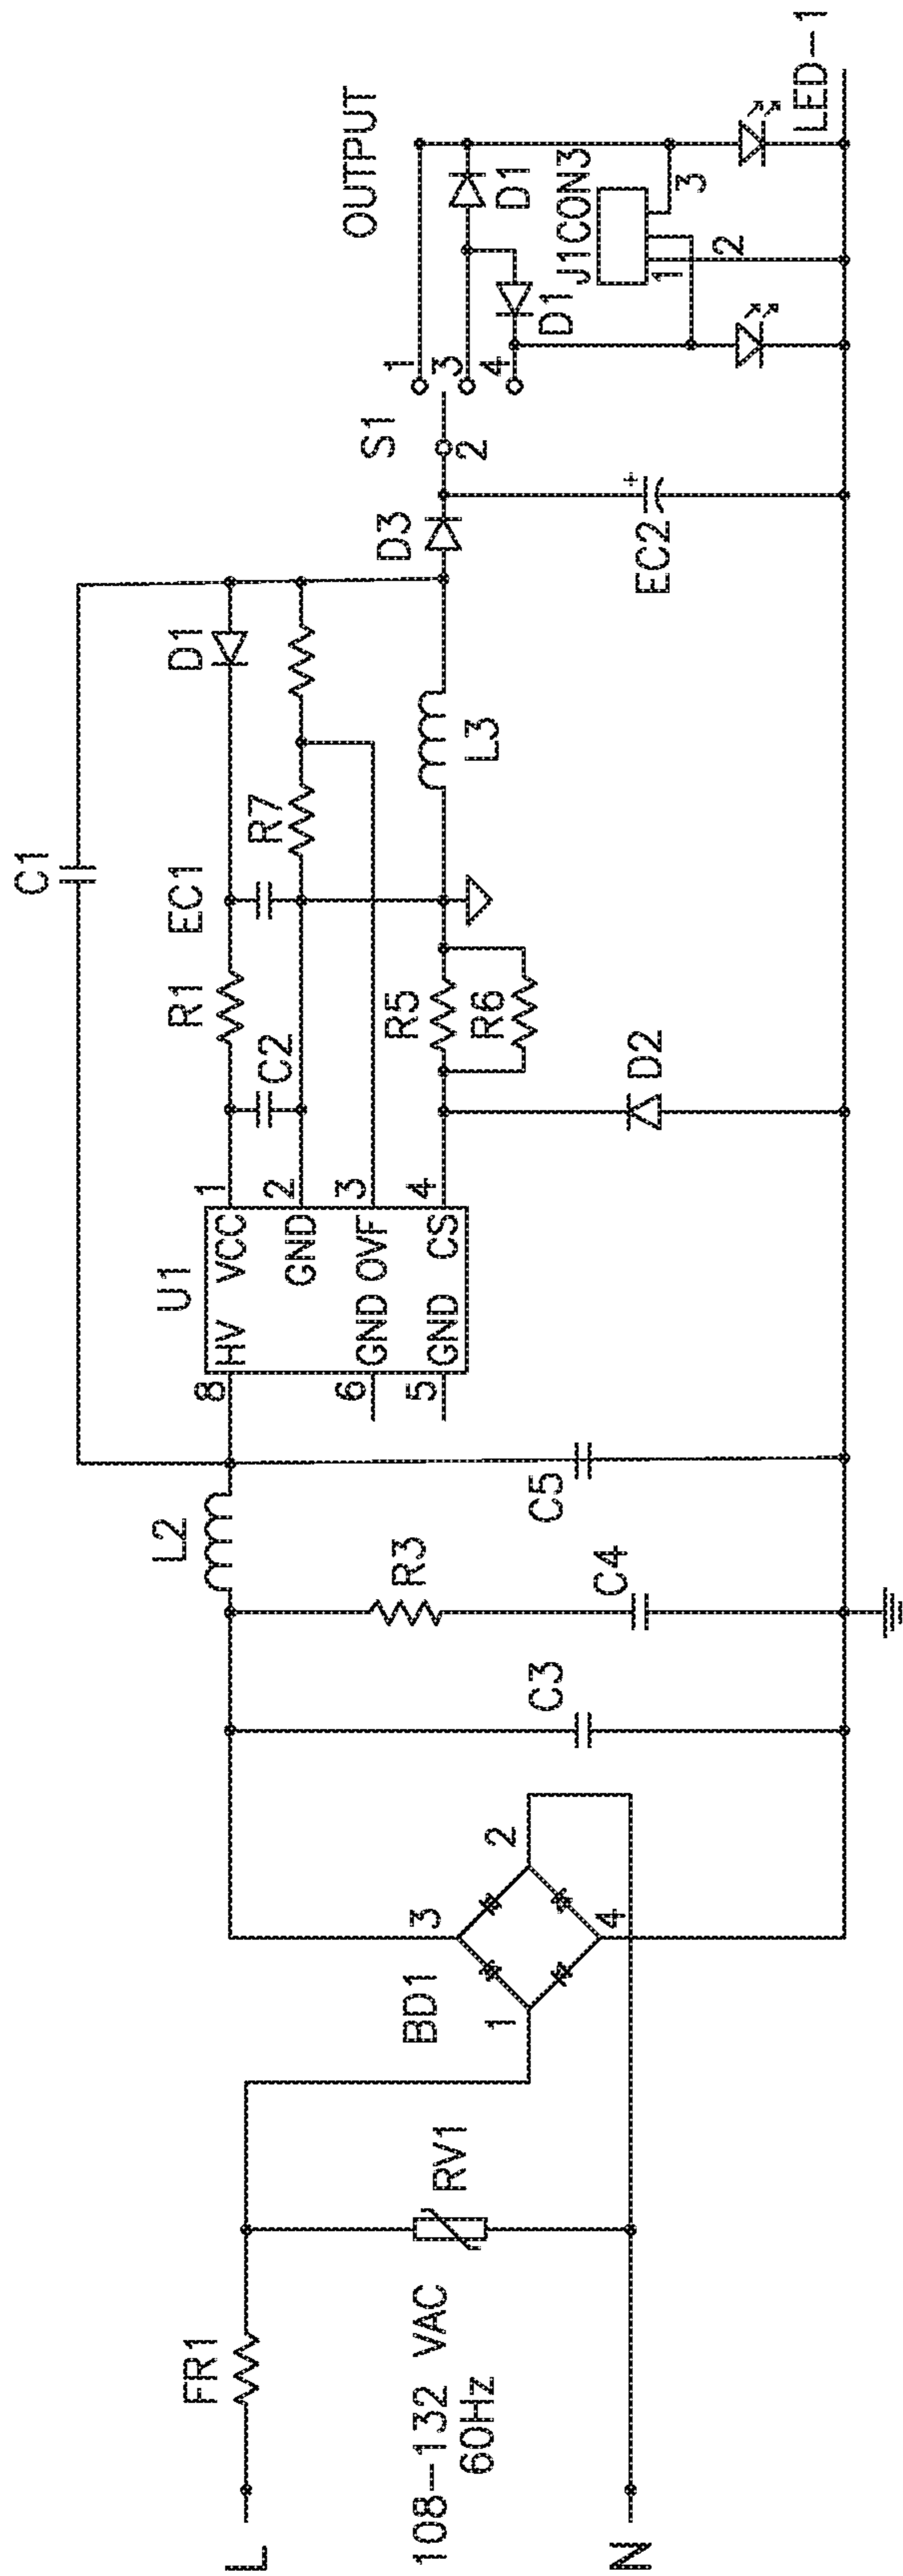 L
FR1
108-132 VAC
60Hz
RV1
N
BD1
1
3
2
4
C3
R3
C4
L2
C5
C1
U1
8
HV
VCC
1
GND
2
6
GND
OVF
3
5
GND
CS
4
C2
R1
EC1
R7
D1
R5
R6
D2
L3
D3
EC2
S1
2
1
3
4
OUTPUT
D1
D1
J1CON3
1
2
3
LED-1